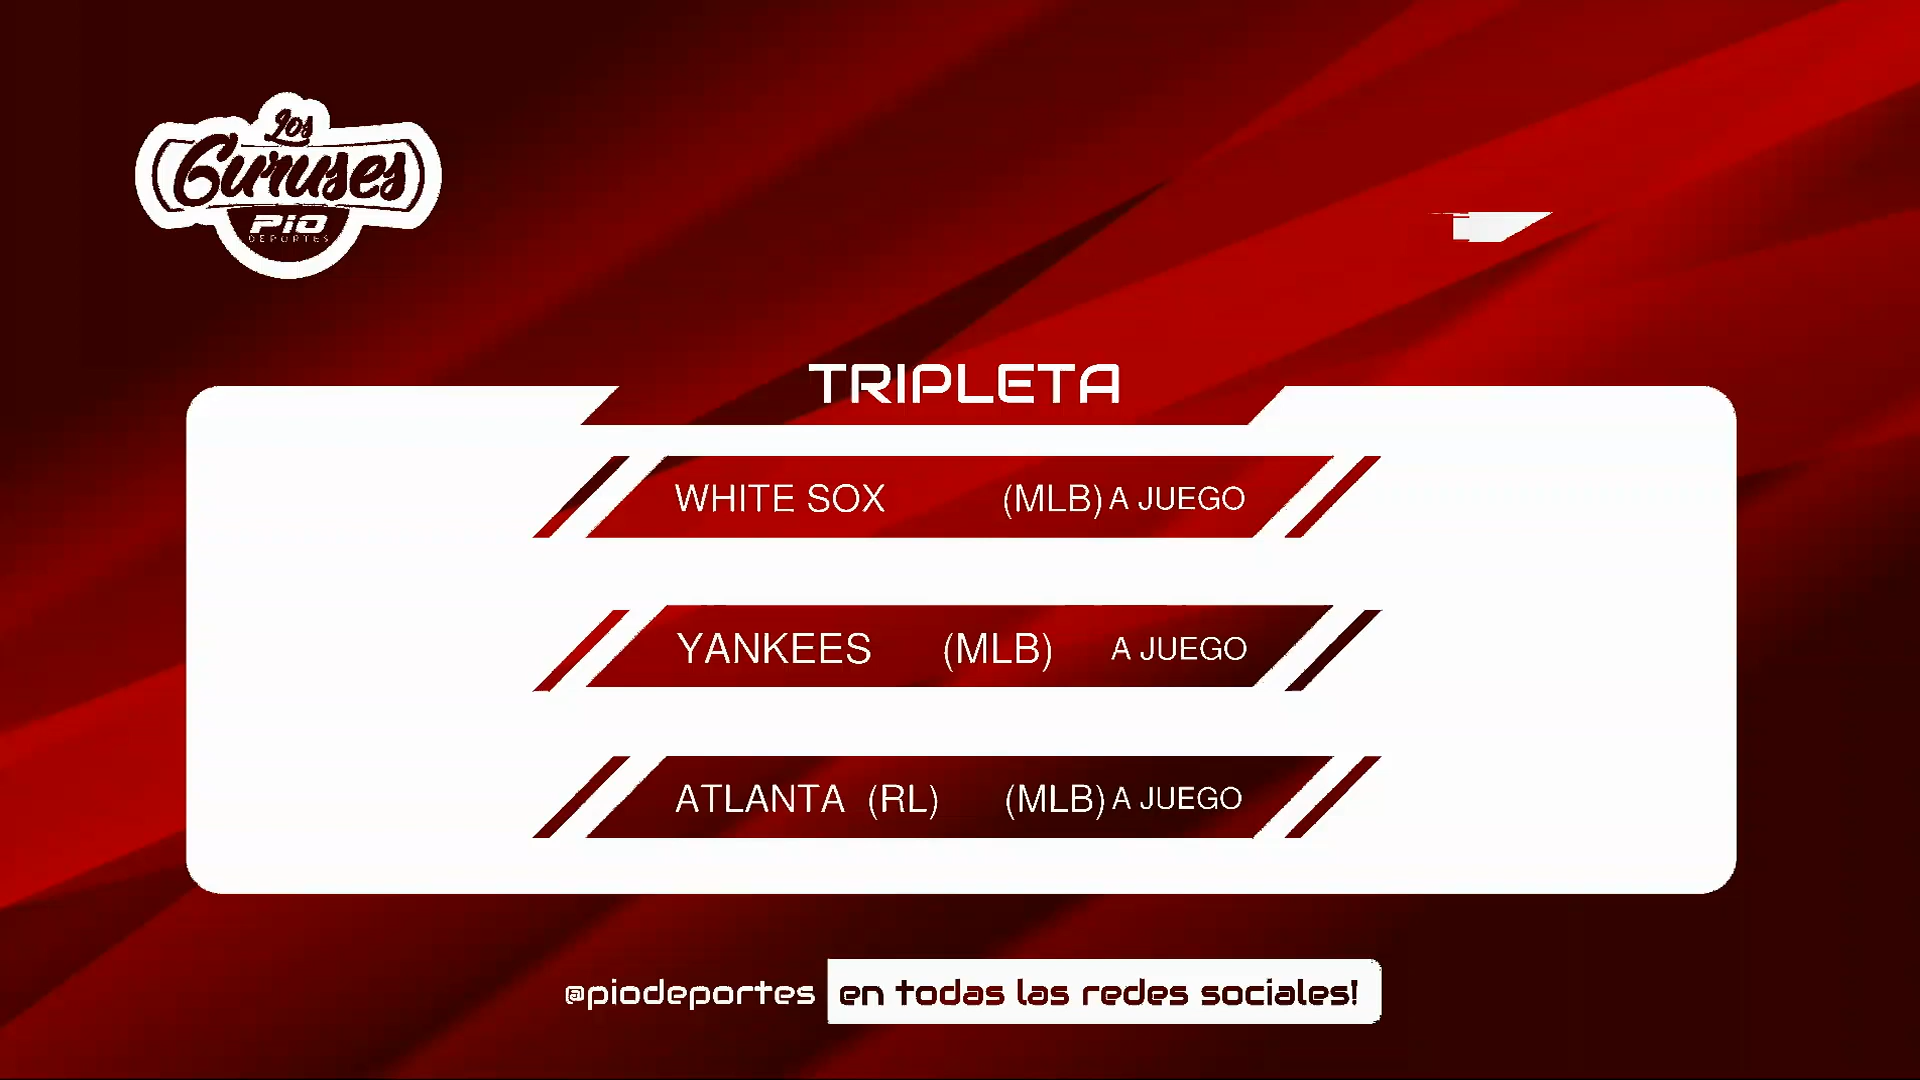 Los
Guruses
PIO
DEPORTES
TRIPLETA
WHITE SOX (MLB) A JUEGO
YANKEES (MLB) A JUEGO
ATLANTA (RL) (MLB) A JUEGO
@piodeportes en todas las redes sociales!